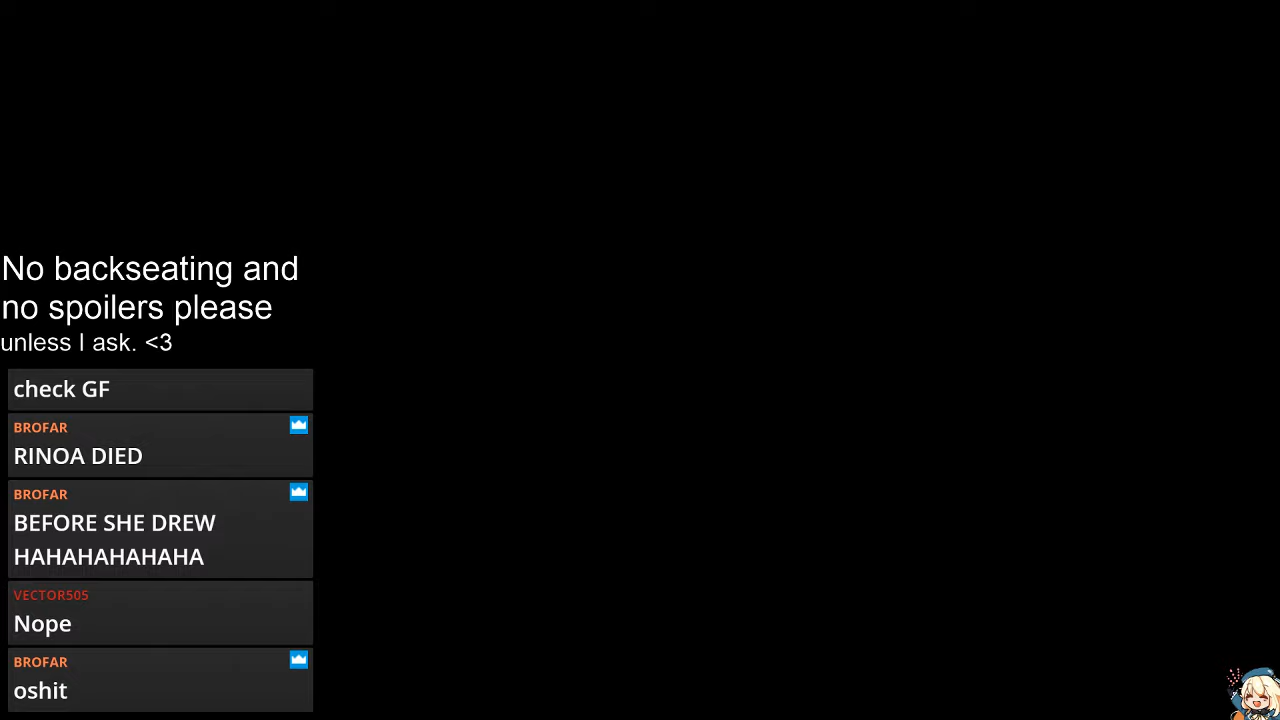 No backseating and
no spoilers please
unless I ask. <3
check GF
BROFAR
RINOA DIED
BROFAR
BEFORE SHE DREW
HAHAHAHAHAHA
VECTOR505
Nope
BROFAR
oshit